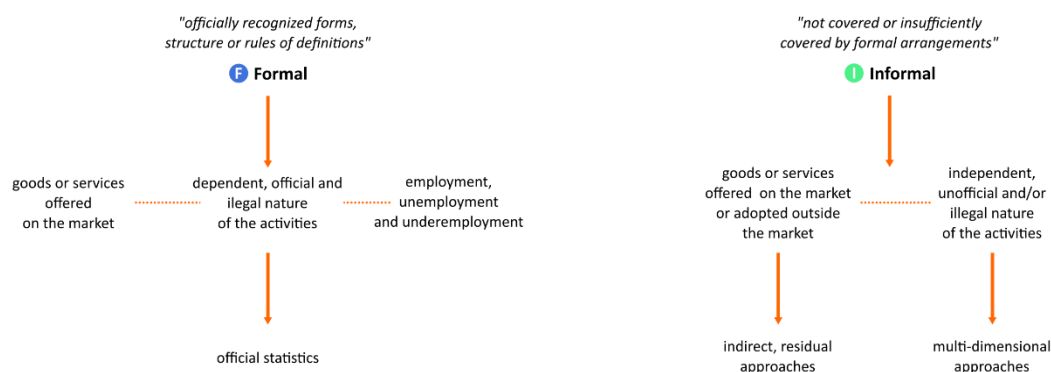 "officially recognized forms,
structure or rules of definitions"
F Formal
goods or services
offered
on the market
dependent, official and
illegal nature
of the activities
employment,
unemployment
and underemployment
official statistics
"not covered or insufficiently
covered by formal arrangements"
I Informal
goods or services
offered on the market
or adopted outside
the market
independent,
unofficial and/or
illegal nature
of the activities
indirect, residual
approaches
multi-dimensional
approaches